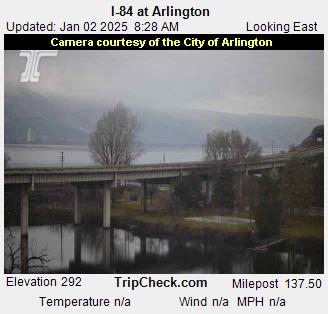 I-84 at Arlington
Updated: Jan 02 2025 8:28 AM Looking East
Camera courtesy of the City of Arlington
Elevation 292 TripCheck.com Milepost 137.50
Temperature n/a Wind n/a MPH n/a